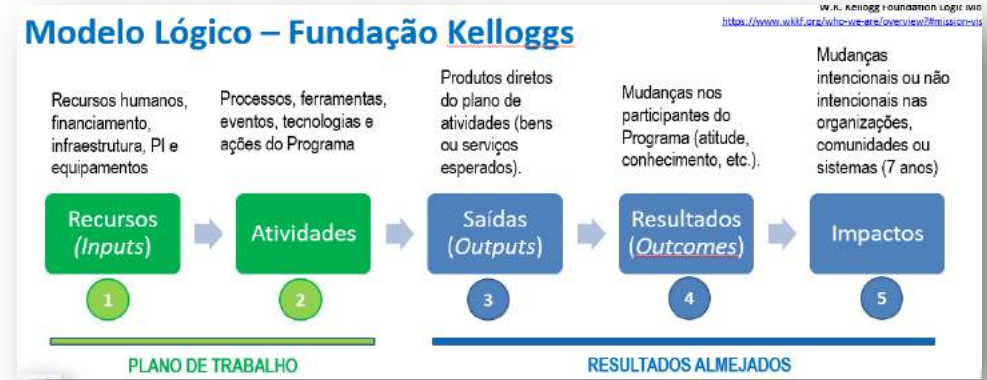 W.K. Kellogg Foundation Logic Mo
https://www.wkkf.org/who-we-are/overview?#mission-vis
Modelo Lógico – Fundação Kelloggs
Recursos humanos,
financiamento,
infraestrutura, PI e
equipamentos
Processos, ferramentas,
eventos, tecnologias e
ações do Programa
Produtos diretos
do plano de
atividades (bens
ou serviços
esperados).
Mudanças nos
participantes do
Programa (atitude,
conhecimento, etc.).
Mudanças
intencionais ou não
intencionais nas
organizações,
comunidades ou
sistemas (7 anos)
Recursos
(Inputs)
Atividades
Saídas
(Outputs)
Resultados
(Outcomes)
Impactos
1
2
3
4
5
PLANO DE TRABALHO
RESULTADOS ALMEJADOS